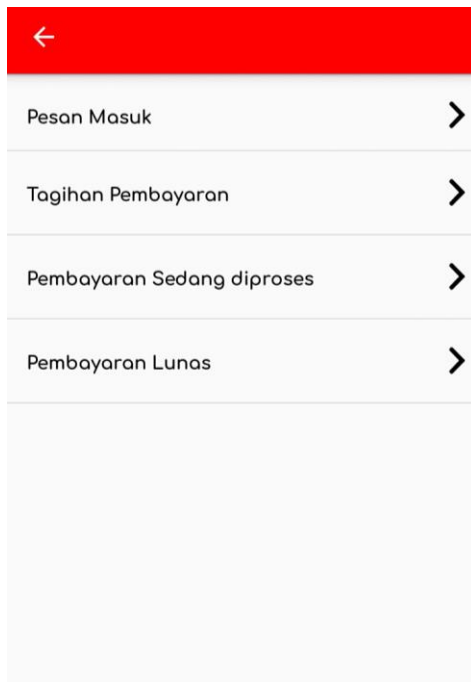 Pesan Masuk
Tagihan Pembayaran
Pembayaran Sedang diproses
Pembayaran Lunas